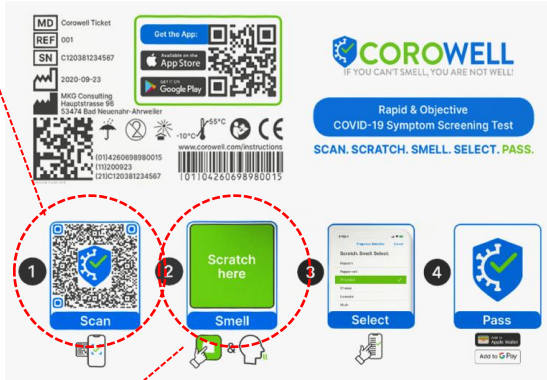 MD Corowell Ticket
REF 001
SN C120381234567
2020-09-23
MKG Consulting
Hauptstrasse 96
53474 Bad Neuenahr-Ahrweiler
Get the App:
Available on the
App Store
GET IT ON
Google Play
-10°C 55°C
CE
www.corowell.com/instructions
(01)04260698980015
(11)200923
(21)C120381234567
(01)04260698980015
COROWELL
IF YOU CAN'T SMELL, YOU ARE NOT WELL!
Rapid & Objective
COVID-19 Symptom Screening Test
SCAN. SCRATCH. SMELL. SELECT. PASS.
1
Scan
2
Scratch
here
Smell
&
3
Scratch. Smell. Select.
Select
4
Pass
Add to
Apple Wallet
Add to G Pay